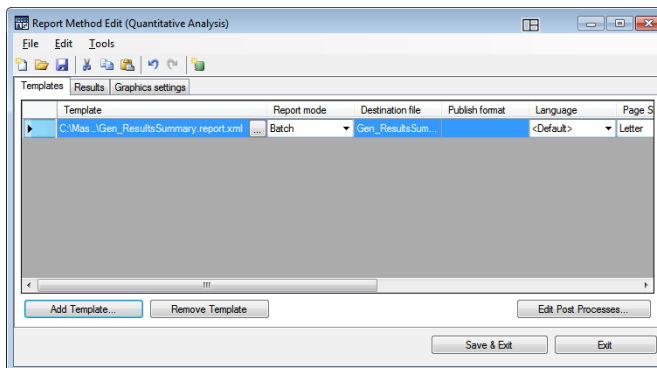 Report Method Edit (Quantitative Analysis)
File Edit Tools
Templates Results Graphics settings
Template Report mode Destination file Publish format Language Page S
C:\Mas...\Gen_ResultsSummary.report.xml ... Batch Gen_ResultsSum... <Default> Letter
Add Template... Remove Template Edit Post Processes...
Save & Exit Exit